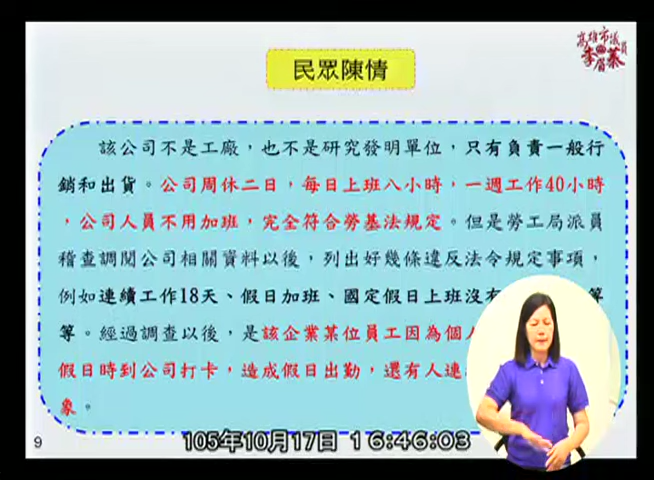 高雄市議員
李眉蓁
民眾陳情
該公司不是工廠，也不是研究發明單位，只有負責一般行
銷和出貨。公司周休二日，每日上班八小時，一週工作40小時
，公司人員不用加班，完全符合勞基法規定。但是勞工局派員
稽查調閱公司相關資料以後，列出好幾條違反法令規定事項，
例如連續工作18天、假日加班、國定假日上班沒有 等
等。經過調查以後，是該企業某位員工因為個人
假日時到公司打卡，造成假日出勤，還有人連
象。
9
105年10月17日 16:46:03